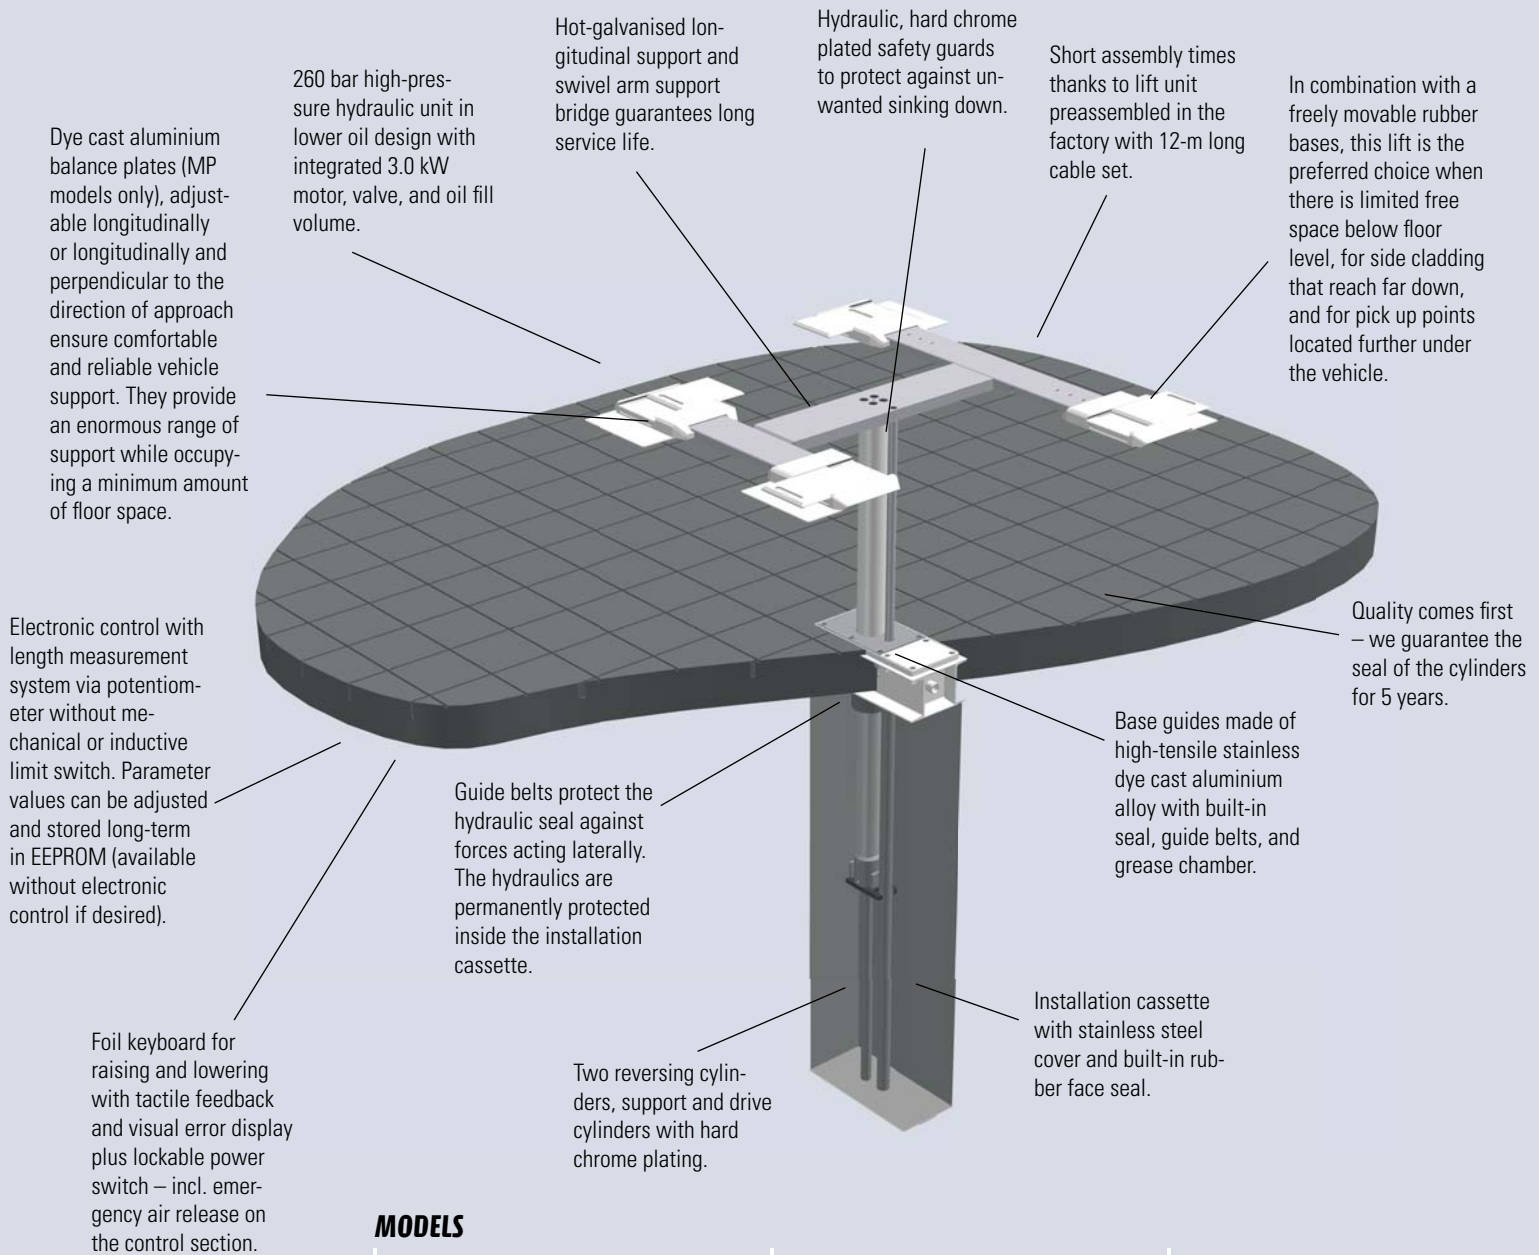 Dye cast aluminium
balance plates (MP
models only), adjust-
able longitudinally
or longitudinally and
perpendicular to the
direction of approach
ensure comfortable
and reliable vehicle
support. They provide
an enormous range of
support while occupy-
ing a minimum amount
of floor space.
260 bar high-pres-
sure hydraulic unit in
lower oil design with
integrated 3.0 kW
motor, valve, and oil fill
volume.
Hot-galvanised lon-
gitudinal support and
swivel arm support
bridge guarantees long
service life.
Hydraulic, hard chrome
plated safety guards
to protect against un-
wanted sinking down.
Short assembly times
thanks to lift unit
preassembled in the
factory with 12-m long
cable set.
In combination with a
freely movable rubber
bases, this lift is the
preferred choice when
there is limited free
space below floor
level, for side cladding
that reach far down,
and for pick up points
located further under
the vehicle.
Electronic control with
length measurement
system via potentiom-
eter without me-
chanical or inductive
limit switch. Parameter
values can be adjusted
and stored long-term
in EEPROM (available
without electronic
control if desired).
Guide belts protect the
hydraulic seal against
forces acting laterally.
The hydraulics are
permanently protected
inside the installation
cassette.
Base guides made of
high-tensile stainless
dye cast aluminium
alloy with built-in
seal, guide belts, and
grease chamber.
Quality comes first
– we guarantee the
seal of the cylinders
for 5 years.
Foil keyboard for
raising and lowering
with tactile feedback
and visual error display
plus lockable power
switch – incl. emer-
gency air release on
the control section.
Two reversing cylin-
ders, support and drive
cylinders with hard
chrome plating.
Installation cassette
with stainless steel
cover and built-in rub-
ber face seal.
MODELS